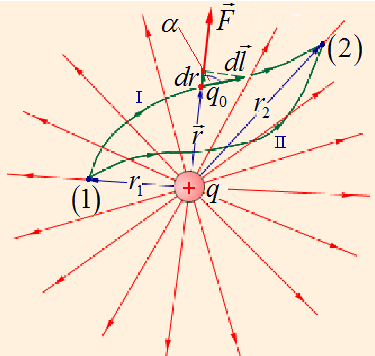 α
F⃗
(2)
dl⃗
dr
q₀
I
r₂
r⃗
II
(1)
r₁
+
q